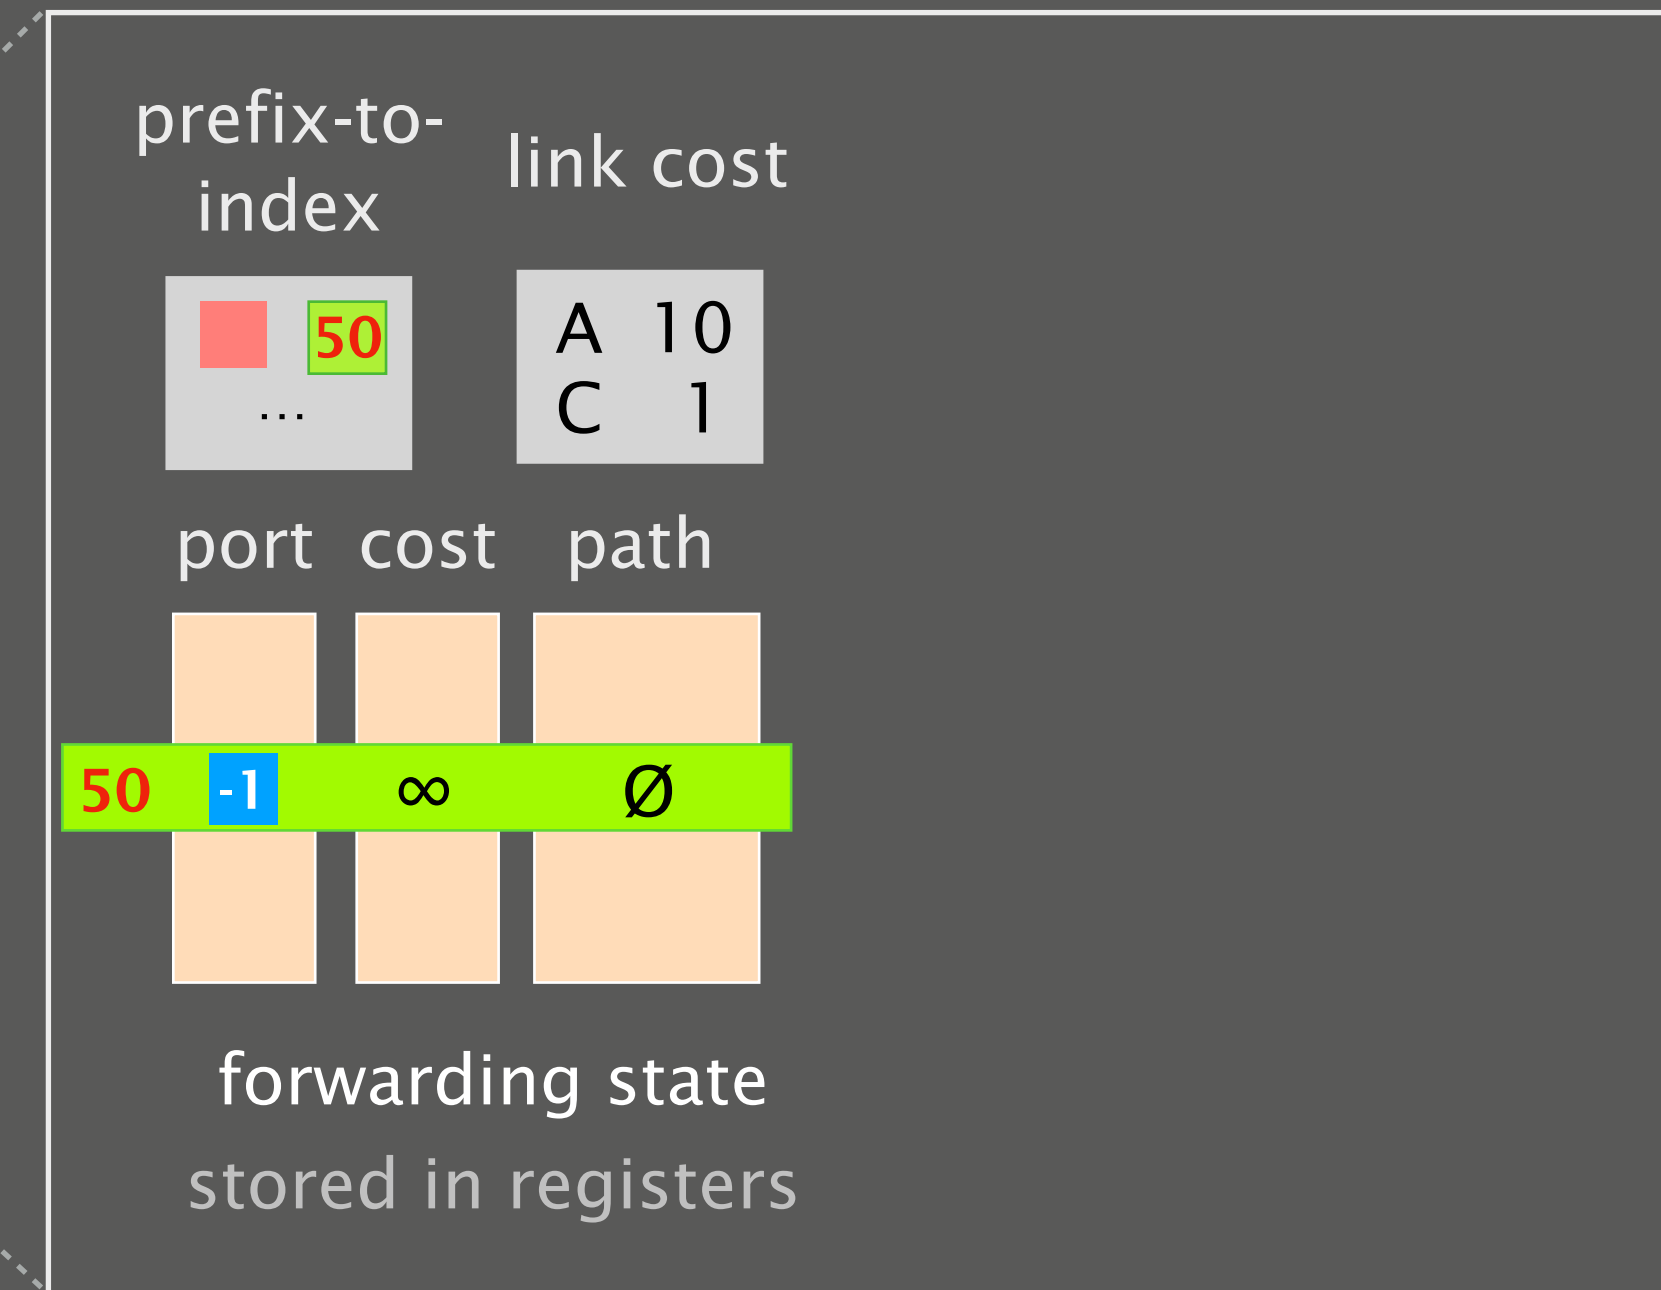 prefix-to-
index
link cost
50
...
A 10
C 1
port cost path
50 -1 ∞ Ø
forwarding state
stored in registers